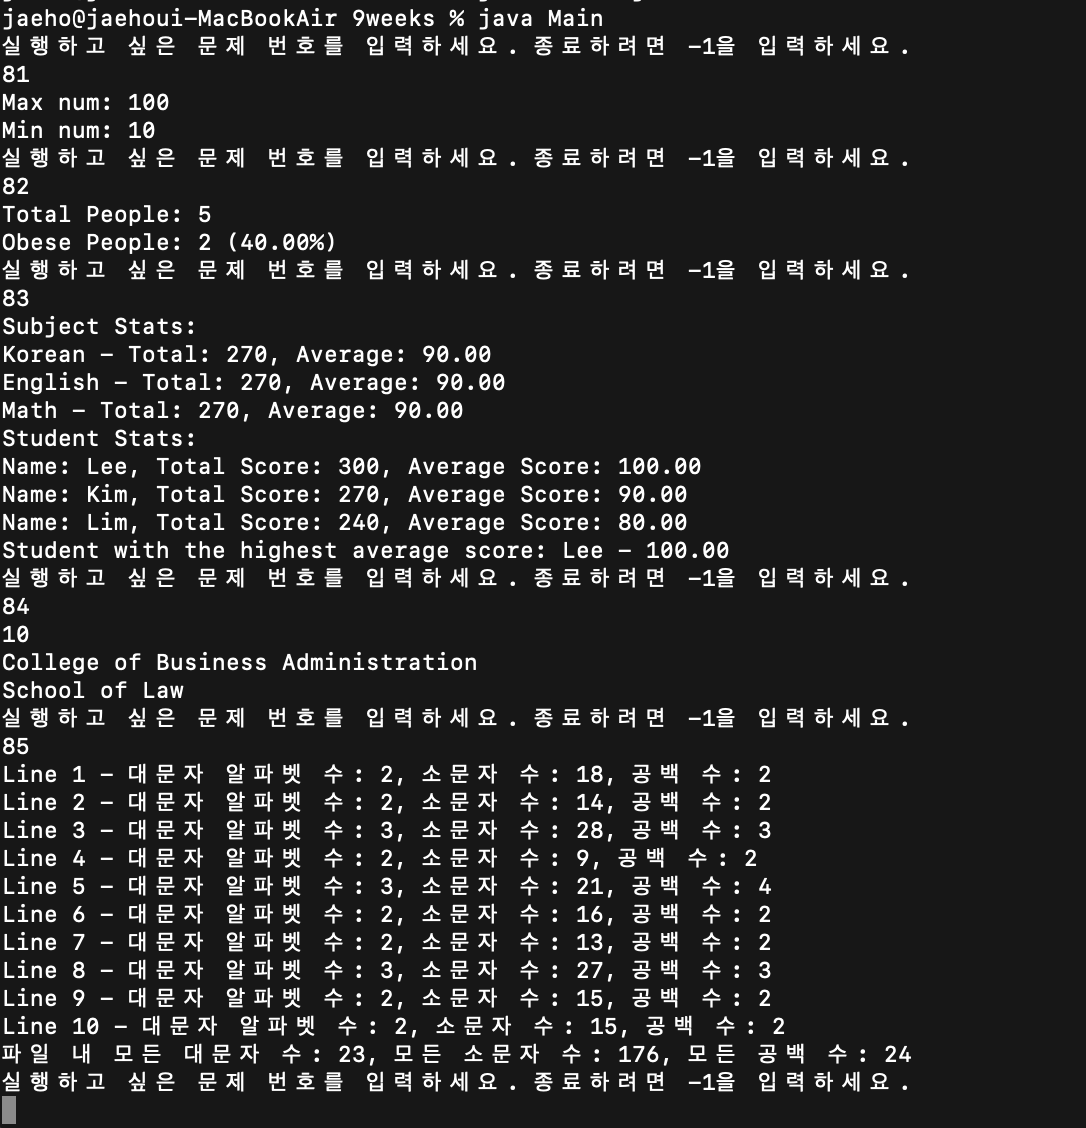 jaeho@jaehoui-MacBookAir 9weeks % java Main
실행하고 싶은 문제 번호를 입력하세요. 종료하려면 -1을 입력하세요.
81
Max num: 100
Min num: 10
실행하고 싶은 문제 번호를 입력하세요. 종료하려면 -1을 입력하세요.
82
Total People: 5
Obese People: 2 (40.00%)
실행하고 싶은 문제 번호를 입력하세요. 종료하려면 -1을 입력하세요.
83
Subject Stats:
Korean - Total: 270, Average: 90.00
English - Total: 270, Average: 90.00
Math - Total: 270, Average: 90.00
Student Stats:
Name: Lee, Total Score: 300, Average Score: 100.00
Name: Kim, Total Score: 270, Average Score: 90.00
Name: Lim, Total Score: 240, Average Score: 80.00
Student with the highest average score: Lee - 100.00
실행하고 싶은 문제 번호를 입력하세요. 종료하려면 -1을 입력하세요.
84
10
College of Business Administration
School of Law
실행하고 싶은 문제 번호를 입력하세요. 종료하려면 -1을 입력하세요.
85
Line 1 - 대문자 알파벳 수: 2, 소문자 수: 18, 공백 수: 2
Line 2 - 대문자 알파벳 수: 2, 소문자 수: 14, 공백 수: 2
Line 3 - 대문자 알파벳 수: 3, 소문자 수: 28, 공백 수: 3
Line 4 - 대문자 알파벳 수: 2, 소문자 수: 9, 공백 수: 2
Line 5 - 대문자 알파벳 수: 3, 소문자 수: 21, 공백 수: 4
Line 6 - 대문자 알파벳 수: 2, 소문자 수: 16, 공백 수: 2
Line 7 - 대문자 알파벳 수: 2, 소문자 수: 13, 공백 수: 2
Line 8 - 대문자 알파벳 수: 3, 소문자 수: 27, 공백 수: 3
Line 9 - 대문자 알파벳 수: 2, 소문자 수: 15, 공백 수: 2
Line 10 - 대문자 알파벳 수: 2, 소문자 수: 15, 공백 수: 2
파일 내 모든 대문자 수: 23, 모든 소문자 수: 176, 모든 공백 수: 24
실행하고 싶은 문제 번호를 입력하세요. 종료하려면 -1을 입력하세요.